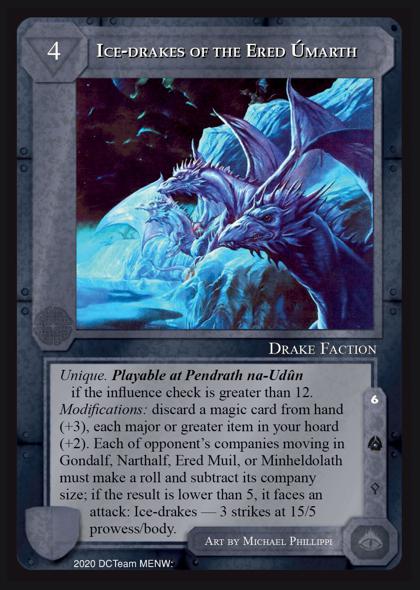 4
Ice-drakes of the Ered Úmarth
Drake Faction
Unique. Playable at Pendrath na-Udûn
if the influence check is greater than 12.
Modifications: discard a magic card from hand
(+3), each major or greater item in your hoard
(+2). Each of opponent's companies moving in
Gondalf, Narthalf, Ered Muil, or Minheldolath
must make a roll and subtract its company
size; if the result is lower than 5, it faces an
attack: Ice-drakes — 3 strikes at 15/5
prowess/body.
6
Art by Michael Phillippi
2020 DCTeam MENW: